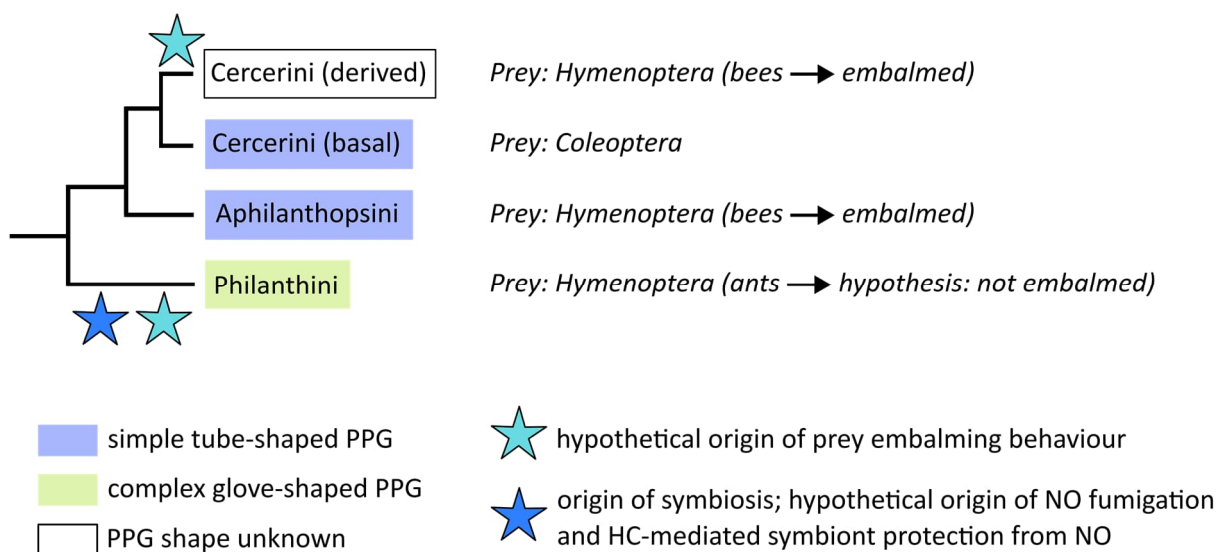 Cercerini (derived) Prey: Hymenoptera (bees → embalmed)
Cercerini (basal) Prey: Coleoptera
Aphilanthopsini Prey: Hymenoptera (bees → embalmed)
Philanthini Prey: Hymenoptera (ants → hypothesis: not embalmed)
simple tube-shaped PPG
complex glove-shaped PPG
PPG shape unknown
hypothetical origin of prey embalming behaviour
origin of symbiosis; hypothetical origin of NO fumigation
and HC-mediated symbiont protection from NO